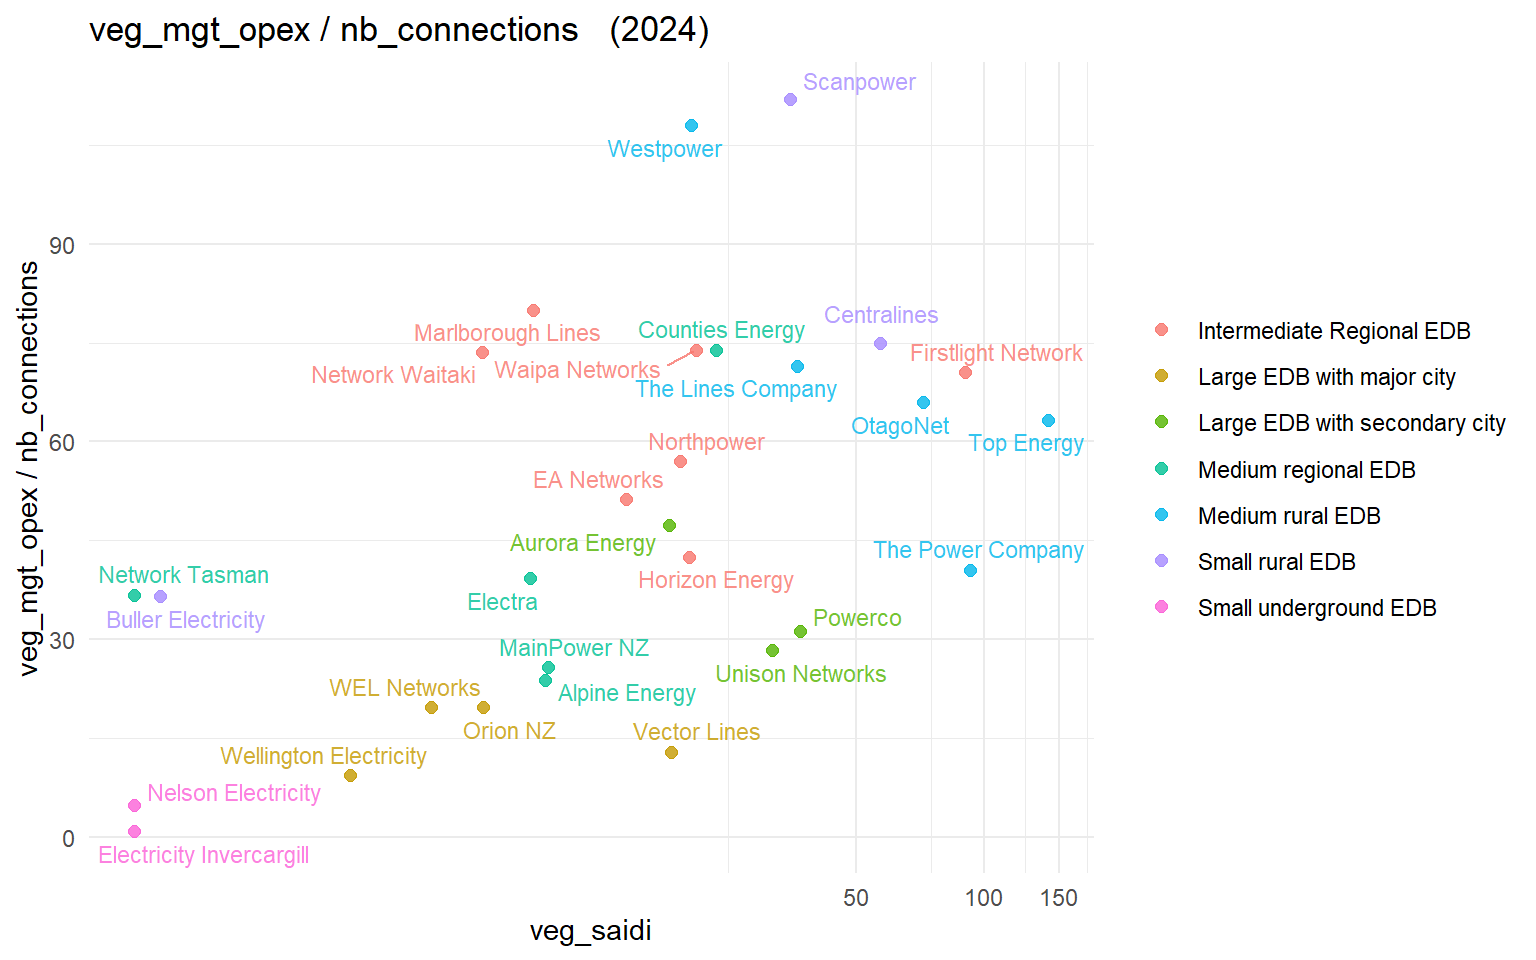 veg_mgt_opex / nb_connections (2024)
Scanpower
Westpower
90
Centralines
Marlborough Lines
Counties Energy
Firstlight Network
Network Waitaki
Waipa Networks
The Lines Company
OtagoNet
60
Northpower
Top Energy
EA Networks
Aurora Energy
The Power Company
Network Tasman
Horizon Energy
Electra
Buller Electricity
Powerco
30
MainPower NZ
Unison Networks
WEL Networks
Alpine Energy
Orion NZ
Vector Lines
Wellington Electricity
Nelson Electricity
0
Electricity Invercargill
50
100
150
veg_saidi
veg_mgt_opex / nb_connections
Intermediate Regional EDB
Large EDB with major city
Large EDB with secondary city
Medium regional EDB
Medium rural EDB
Small rural EDB
Small underground EDB